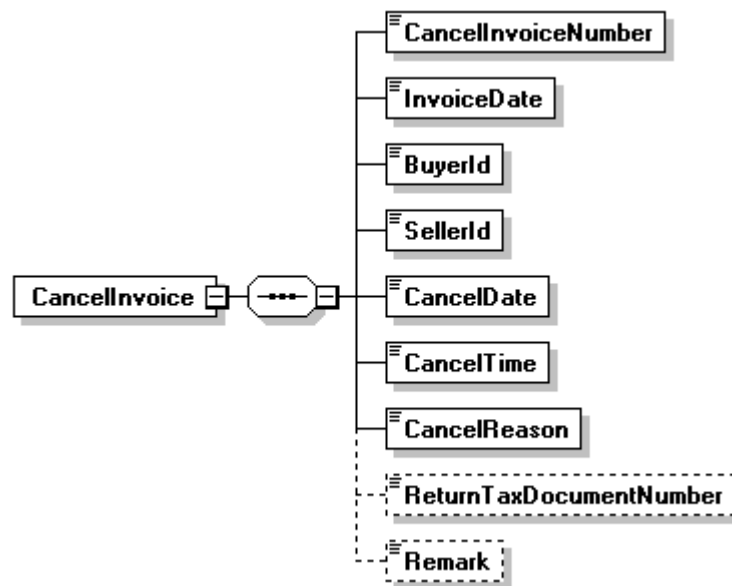 CancelInvoiceNumber
InvoiceDate
BuyerId
SellerId
CancelInvoice
CancelDate
CancelTime
CancelReason
ReturnTaxDocumentNumber
Remark